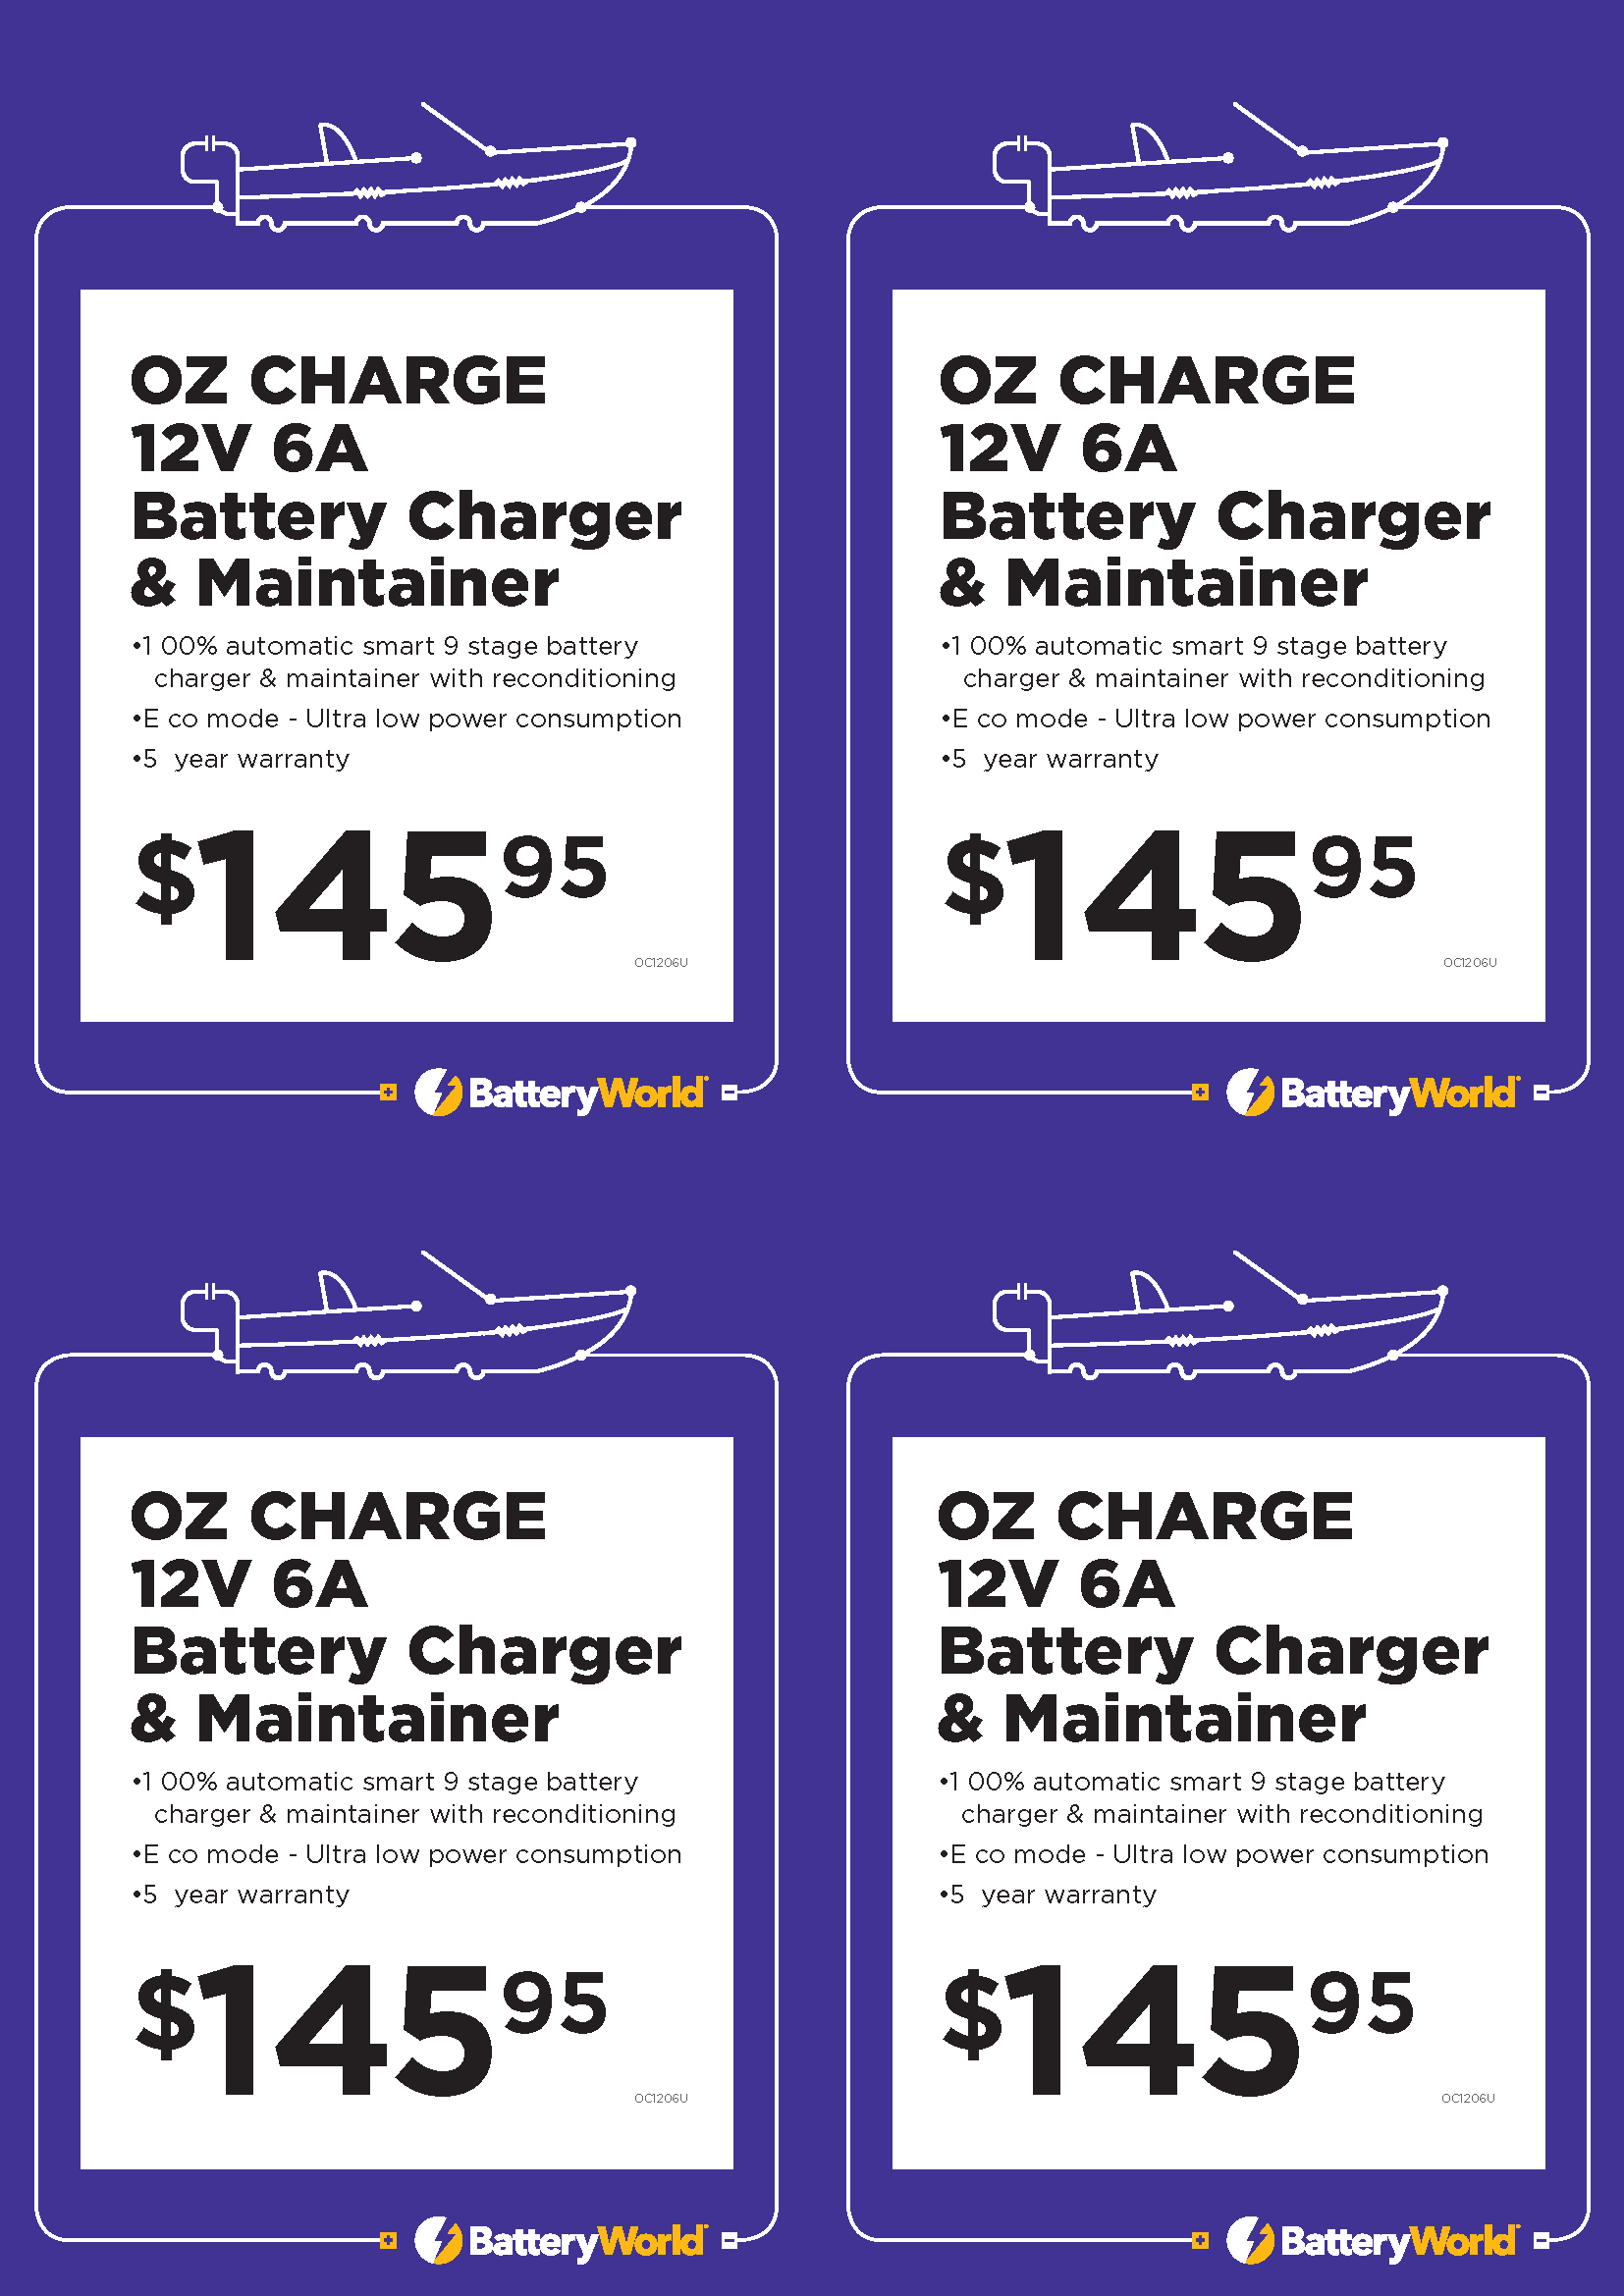 OZ CHARGE
12V 6A
Battery Charger
& Maintainer
•1 00% automatic smart 9 stage battery
charger & maintainer with reconditioning
•E co mode - Ultra low power consumption
•5 year warranty
$145 95
OC1206U
BatteryWorld
OZ CHARGE
12V 6A
Battery Charger
& Maintainer
•1 00% automatic smart 9 stage battery
charger & maintainer with reconditioning
•E co mode - Ultra low power consumption
•5 year warranty
$145 95
OC1206U
BatteryWorld
OZ CHARGE
12V 6A
Battery Charger
& Maintainer
•1 00% automatic smart 9 stage battery
charger & maintainer with reconditioning
•E co mode - Ultra low power consumption
•5 year warranty
$145 95
OC1206U
BatteryWorld
OZ CHARGE
12V 6A
Battery Charger
& Maintainer
•1 00% automatic smart 9 stage battery
charger & maintainer with reconditioning
•E co mode - Ultra low power consumption
•5 year warranty
$145 95
OC1206U
BatteryWorld